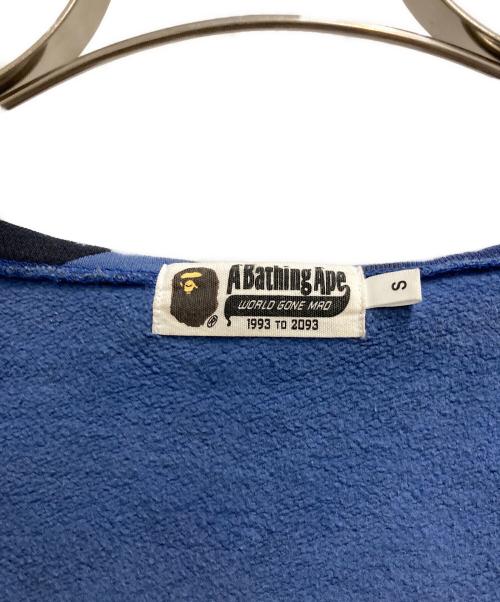 A Bathing Ape
WORLD GONE MAD
1993 TO 2093
S